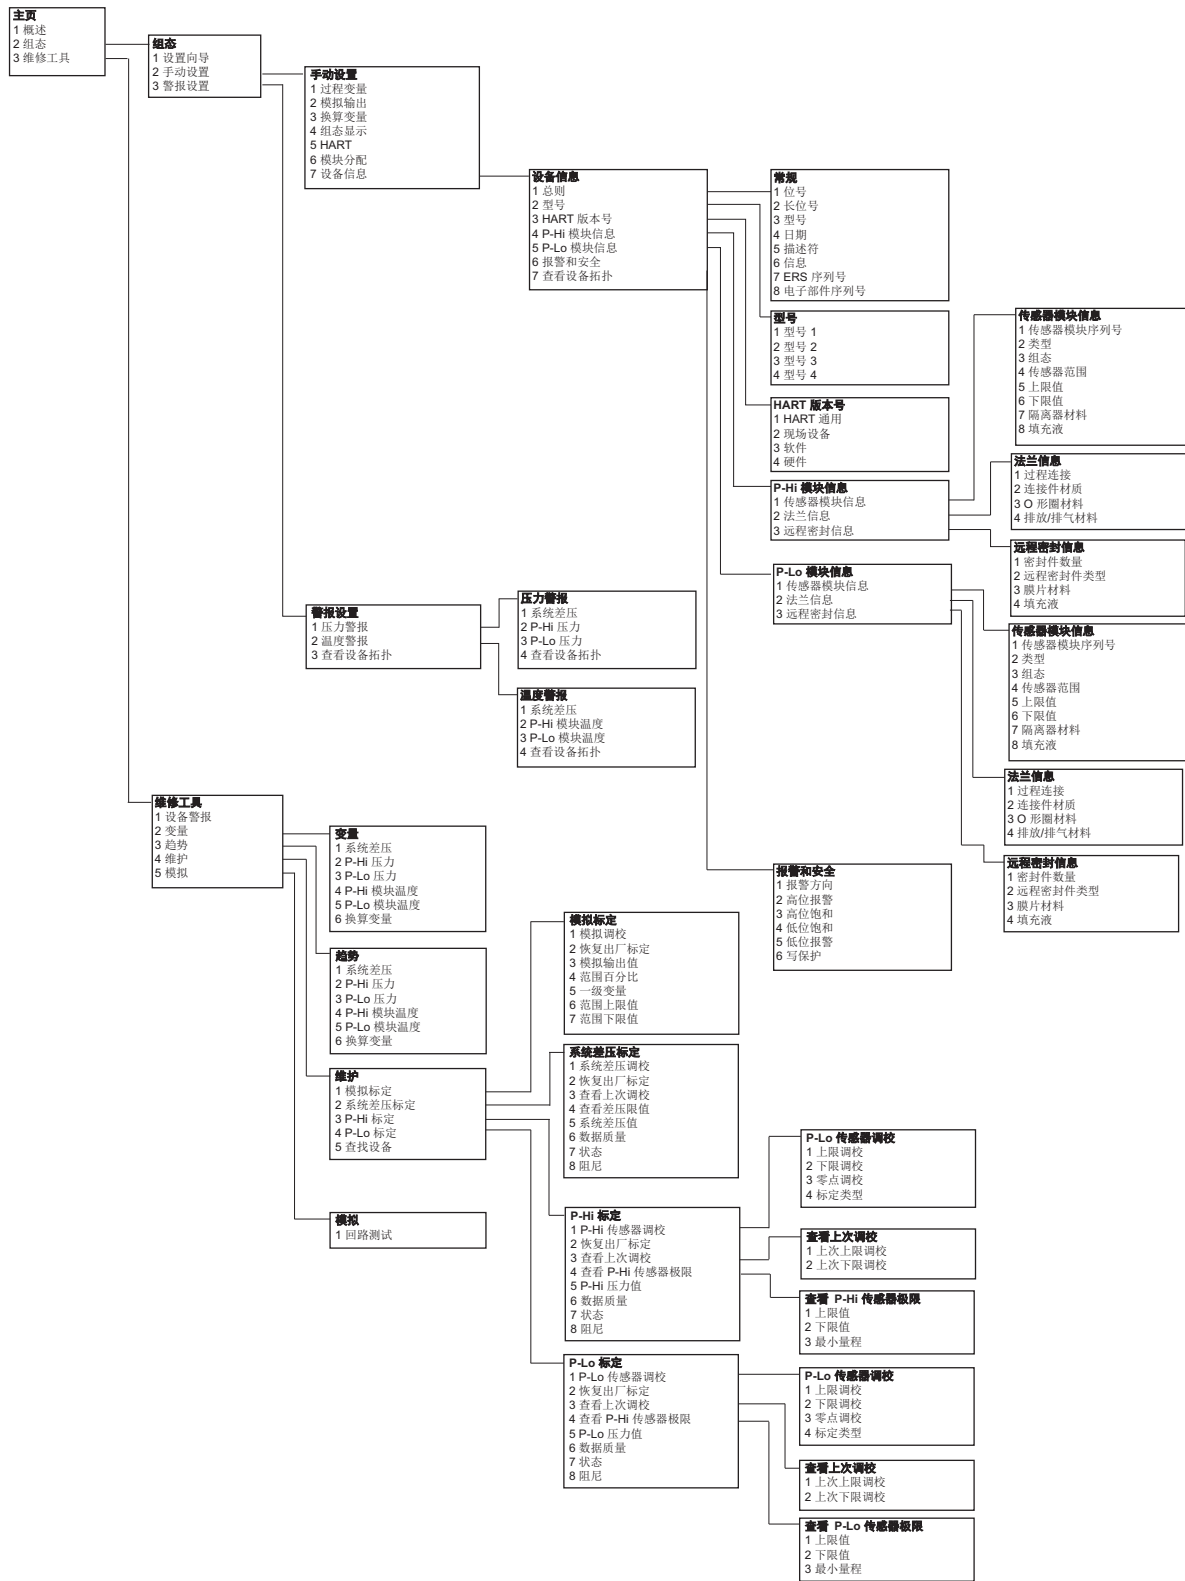 主页
1 概述
2 组态
3 维修工具
组态
1 设置向导
2 手动设置
3 警报设置
手动设置
1 过程变量
2 模拟输出
3 换算变量
4 组态显示
5 HART
6 模块分配
7 设备信息
设备信息
1 总则
2 型号
3 HART 版本号
4 P-Hi 模块信息
5 P-Lo 模块信息
6 报警和安全
7 查看设备拓扑
常规
1 位号
2 长位号
3 型号
4 日期
5 描述符
6 信息
7 ERS 序列号
8 电子部件序列号
型号
1 型号 1
2 型号 2
3 型号 3
4 型号 4
HART 版本号
1 HART 通用
2 现场设备
3 软件
4 硬件
P-Hi 模块信息
1 传感器模块信息
2 法兰信息
3 远程密封信息
传感器模块信息
1 传感器模块序列号
2 类型
3 组态
4 传感器范围
5 上限值
6 下限值
7 隔离器材料
8 填充液
法兰信息
1 过程连接
2 连接件材质
3 O 形圈材料
4 排放/排气材料
远程密封信息
1 密封件数量
2 远程密封件类型
3 膜片材料
4 填充液
P-Lo 模块信息
1 传感器模块信息
2 法兰信息
3 远程密封信息
传感器模块信息
1 传感器模块序列号
2 类型
3 组态
4 传感器范围
5 上限值
6 下限值
7 隔离器材料
8 填充液
法兰信息
1 过程连接
2 连接件材质
3 O 形圈材料
4 排放/排气材料
远程密封信息
1 密封件数量
2 远程密封件类型
3 膜片材料
4 填充液
报警和安全
1 报警方向
2 高位报警
3 高位饱和
4 低位饱和
5 低位报警
6 写保护
警报设置
1 压力警报
2 温度警报
3 查看设备拓扑
压力警报
1 系统差压
2 P-Hi 压力
3 P-Lo 压力
4 查看设备拓扑
温度警报
1 系统差压
2 P-Hi 模块温度
3 P-Lo 模块温度
4 查看设备拓扑
维修工具
1 设备警报
2 变量
3 趋势
4 维护
5 模拟
变量
1 系统差压
2 P-Hi 压力
3 P-Lo 压力
4 P-Hi 模块温度
5 P-Lo 模块温度
6 换算变量
趋势
1 系统差压
2 P-Hi 压力
3 P-Lo 压力
4 P-Hi 模块温度
5 P-Lo 模块温度
6 换算变量
维护
1 模拟标定
2 系统差压标定
3 P-Hi 标定
4 P-Lo 标定
5 查找设备
模拟
1 回路测试
模拟标定
1 模拟调校
2 恢复出厂标定
3 模拟输出值
4 范围百分比
5 一级变量
6 范围上限值
7 范围下限值
系统差压标定
1 系统差压调校
2 恢复出厂标定
3 查看上次调校
4 查看差压限值
5 系统差压值
6 数据质量
7 状态
8 阻尼
P-Hi 标定
1 P-Hi 传感器调校
2 恢复出厂标定
3 查看上次调校
4 查看 P-Hi 传感器极限
5 P-Hi 压力值
6 数据质量
7 状态
8 阻尼
P-Lo 传感器调校
1 上限调校
2 下限调校
3 零点调校
4 标定类型
查看上次调校
1 上次上限调校
2 上次下限调校
查看 P-Hi 传感器极限
1 上限值
2 下限值
3 最小量程
P-Lo 标定
1 P-Lo 传感器调校
2 恢复出厂标定
3 查看上次调校
4 查看 P-Hi 传感器极限
5 P-Lo 压力值
6 数据质量
7 状态
8 阻尼
P-Lo 传感器调校
1 上限调校
2 下限调校
3 零点调校
4 标定类型
查看上次调校
1 上次上限调校
2 上次下限调校
查看 P-Lo 传感器极限
1 上限值
2 下限值
3 最小量程